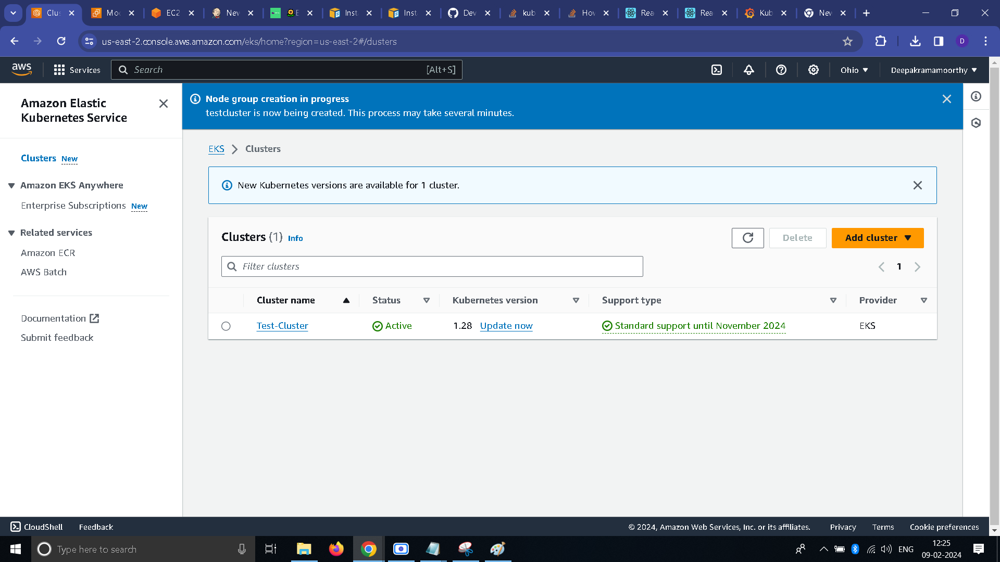 Clus
Moo
EC2
New
E
Inst
Inst
Dev
kub
Hov
Rea
Rea
Kub
New
us-east-2.console.aws.amazon.com/eks/home?region=us-east-2#/clusters
D
aws
Services
Search
[Alt+S]
Ohio
Deepakramamoorthy
Amazon Elastic
Kubernetes Service
Clusters New
Amazon EKS Anywhere
Enterprise Subscriptions New
Related services
Amazon ECR
AWS Batch
Documentation
Submit feedback
Node group creation in progress
testcluster is now being created. This process may take several minutes.
EKS
Clusters
New Kubernetes versions are available for 1 cluster.
Clusters (1) Info
Delete
Add cluster
Filter clusters
1
Cluster name
Status
Kubernetes version
Support type
Provider
Test-Cluster
Active
1.28 Update now
Standard support until November 2024
EKS
CloudShell
Feedback
© 2024, Amazon Web Services, Inc. or its affiliates.
Privacy
Terms
Cookie preferences
Type here to search
ENG
12:25
09-02-2024